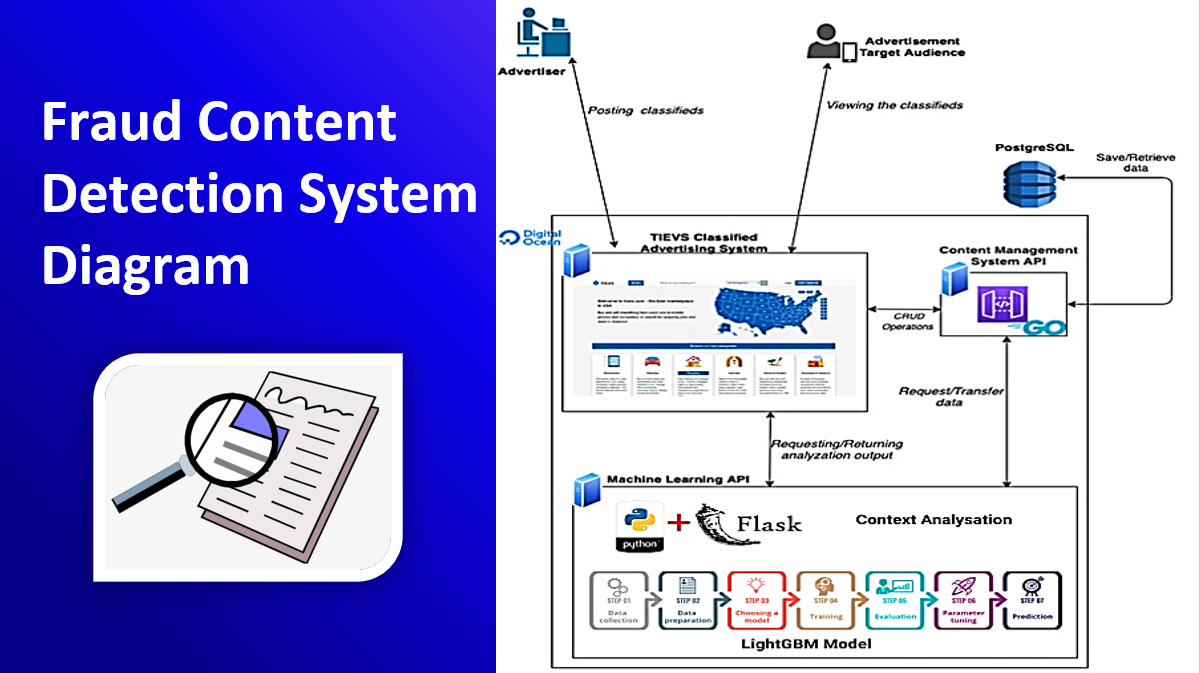 Fraud Content
Detection System
Diagram
Advertiser
Advertisement
Target Audience
Posting classifieds
Viewing the classifieds
PostgreSQL
Save/Retrieve
data
Digital
Ocean
TIEVS Classified
Advertising System
Content Management
System API
CRUD
Operations
GO
Request/Transfer
data
Requesting/Returning
analyzation output
Machine Learning API
python
+
Flask
Context Analysation
STEP 01
Data
collection
STEP 02
Data
preparation
STEP 03
Choosing a
model
STEP 04
Training
STEP 05
Evaluation
STEP 06
Parameter
tuning
STEP 07
Prediction
LightGBM Model